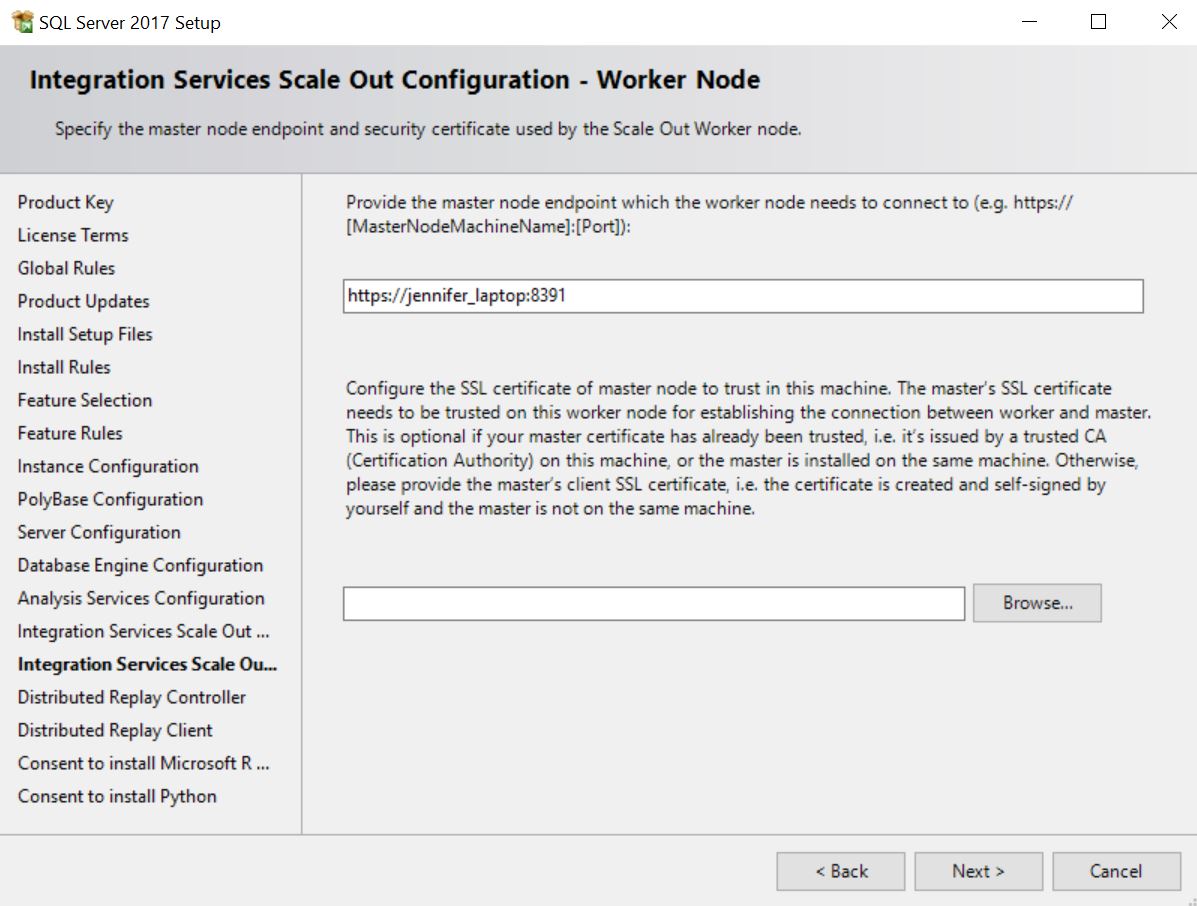 SQL Server 2017 Setup
Integration Services Scale Out Configuration - Worker Node
Specify the master node endpoint and security certificate used by the Scale Out Worker node.
Product Key
License Terms
Global Rules
Product Updates
Install Setup Files
Install Rules
Feature Selection
Feature Rules
Instance Configuration
PolyBase Configuration
Server Configuration
Database Engine Configuration
Analysis Services Configuration
Integration Services Scale Out ...
Integration Services Scale Ou...
Distributed Replay Controller
Distributed Replay Client
Consent to install Microsoft R ...
Consent to install Python
Provide the master node endpoint which the worker node needs to connect to (e.g. https://
[MasterNodeMachineName]:[Port]):
https://jennifer_laptop:8391
Configure the SSL certificate of master node to trust in this machine. The master's SSL certificate
needs to be trusted on this worker node for establishing the connection between worker and master.
This is optional if your master certificate has already been trusted, i.e. it's issued by a trusted CA
(Certification Authority) on this machine, or the master is installed on the same machine. Otherwise,
please provide the master's client SSL certificate, i.e. the certificate is created and self-signed by
yourself and the master is not on the same machine.
Browse...
< Back
Next >
Cancel